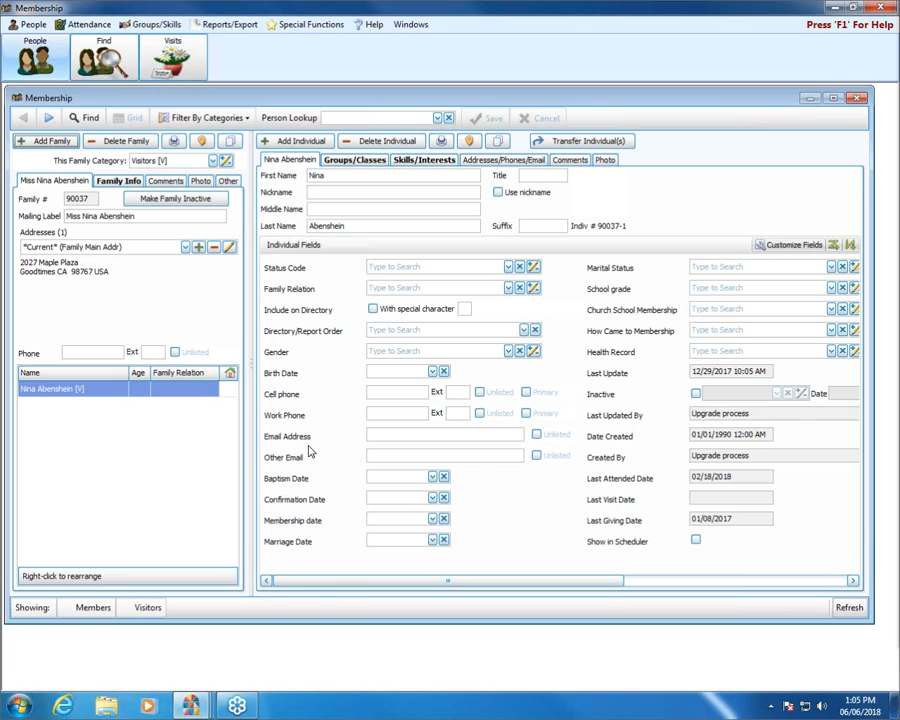 Membership
People Attendance Groups/Skills Reports/Export Special Functions Help Windows Press 'F1' For Help
People Find Visits
Membership
Find Grid Filter By Categories Person Lookup Save Cancel
Add Family Delete Family Add Individual Delete Individual Transfer Individual(s)
This Family Category: Visitors [V]
Miss Nina Abenshein Family Info Comments Photo Other
Family # 90037 Make Family Inactive
Mailing Label Miss Nina Abenshein
Addresses (1)
*Current* (Family Main Addr)
2027 Maple Plaza
Goodtimes CA 98767 USA
Phone Ext Unlisted
Name Age Family Relation
Nina Abenshein [V]
Right-click to rearrange
Nina Abenshein Groups/Classes Skills/Interests Addresses/Phones/Email Comments Photo
First Name Nina Title
Nickname Use nickname
Middle Name
Last Name Abenshein Suffix Indiv # 90037-1
Individual Fields Customize Fields
Status Code Type to Search Marital Status Type to Search
Family Relation Type to Search School grade Type to Search
Include on Directory With special character Church School Membership Type to Search
Directory/Report Order Type to Search How Came to Membership Type to Search
Gender Type to Search Health Record Type to Search
Birth Date Last Update 12/29/2017 10:05 AM
Cell phone Ext Unlisted Primary Inactive Date
Work Phone Ext Unlisted Primary Last Updated By Upgrade process
Email Address Unlisted Date Created 01/01/1990 12:00 AM
Other Email Unlisted Created By Upgrade process
Baptism Date Last Attended Date 02/18/2018
Confirmation Date Last Visit Date
Membership date Last Giving Date 01/08/2017
Marriage Date Show in Scheduler
Showing: Members Visitors Refresh
1:05 PM
06/06/2018